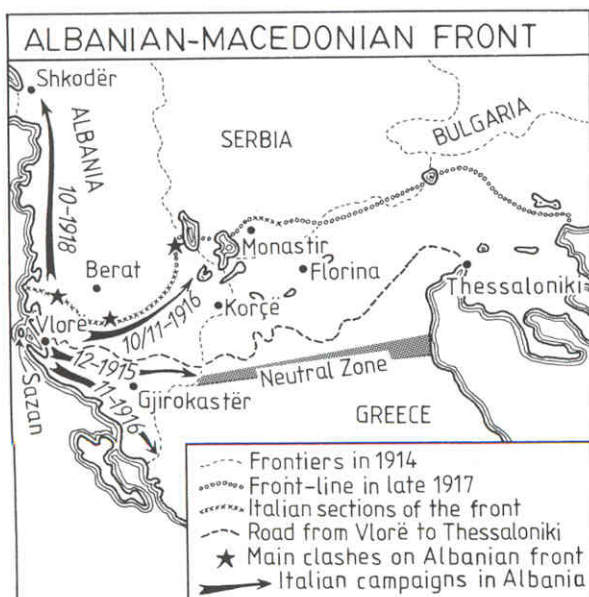 ALBANIAN-MACEDONIAN FRONT
Shkodër
ALBANIA
SERBIA
BULGARIA
10-1918
Monastir
Berat
Florina
Thessaloniki
10/11-1916
Korçë
Vlorë
12-1915
Neutral Zone
Sazan
11-1916
Gjirokastër
GREECE
Frontiers in 1914
Front-line in late 1917
Italian sections of the front
Road from Vlorë to Thessaloniki
Main clashes on Albanian front
Italian campaigns in Albania